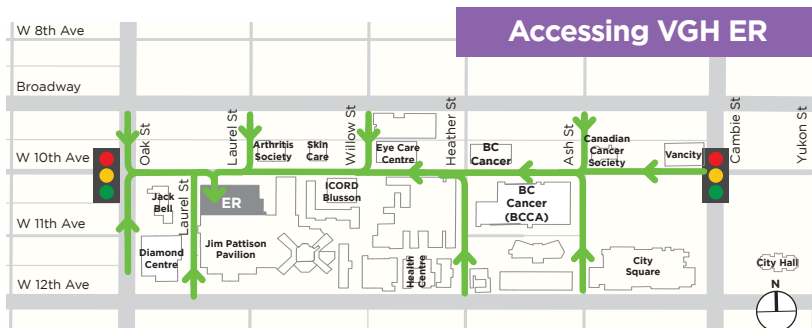 Accessing VGH ER
W 8th Ave
Broadway
Oak St
Laurel St
Willow St
Heather St
Ash St
Cambie St
Yukon St
Arthritis
Society
Skin
Care
Eye Care
Centre
BC
Cancer
Canadian
Cancer
Society
Vancity
W 10th Ave
Jack
Bell
Laurel St
ER
ICORD
Blusson
BC
Cancer
(BCCA)
W 11th Ave
Diamond
Centre
Jim Pattison
Pavilion
Health
Centre
City
Square
City Hall
W 12th Ave
N